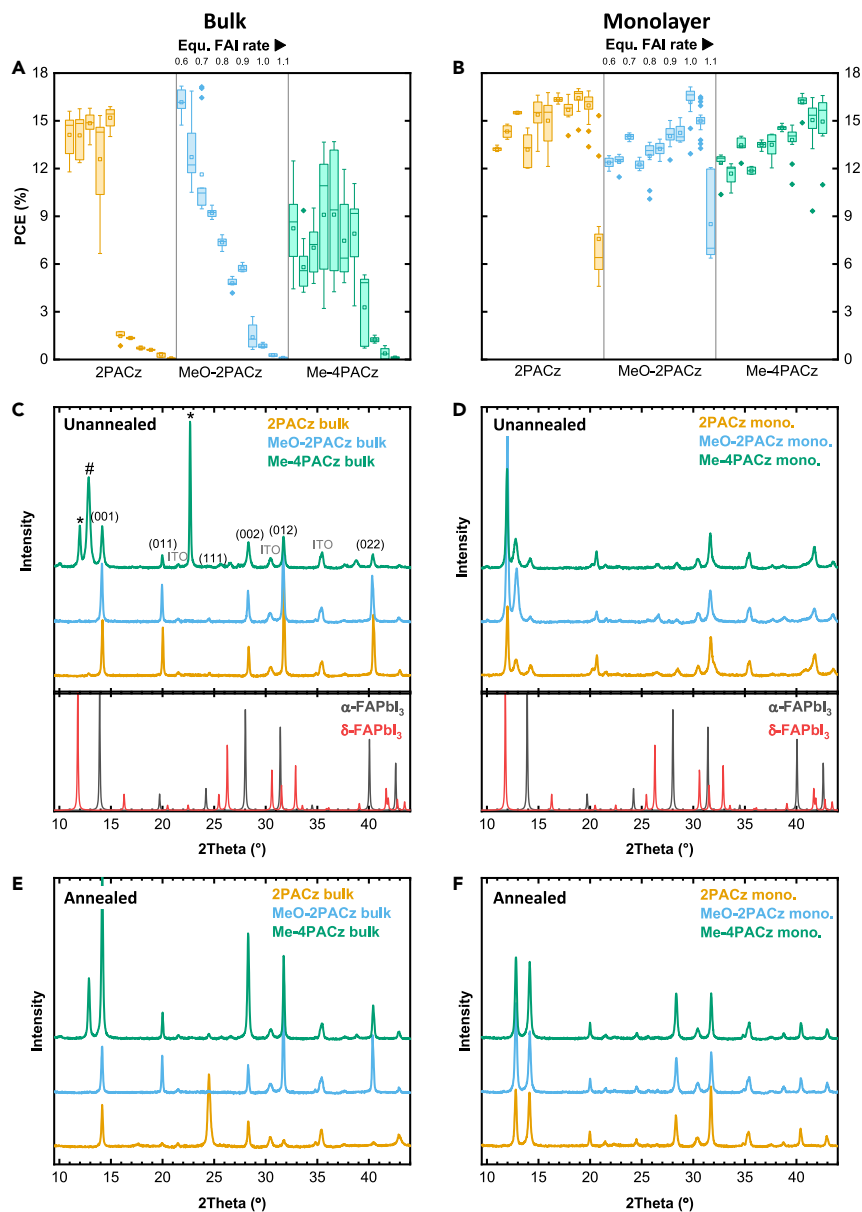 Bulk
Monolayer
Equ. FAI rate ►
Equ. FAI rate ►
0.6 0.7 0.8 0.9 1.0 1.1
0.6 0.7 0.8 0.9 1.0 1.1
A
B
PCE (%)
18
15
12
9
6
3
0
18
15
12
9
6
3
0
2PACz MeO-2PACz Me-4PACz
2PACz MeO-2PACz Me-4PACz
C
D
Unannealed
2PACz bulk
MeO-2PACz bulk
Me-4PACz bulk
* # (001) (011) ITO * (111) (002) ITO (012) ITO (022)
Intensity
α-FAPbI3
δ-FAPbI3
10 15 20 25 30 35 40
2Theta (°)
Unannealed
2PACz mono.
MeO-2PACz mono.
Me-4PACz mono.
Intensity
α-FAPbI3
δ-FAPbI3
10 15 20 25 30 35 40
2Theta (°)
E
F
Annealed
2PACz bulk
MeO-2PACz bulk
Me-4PACz bulk
Intensity
10 15 20 25 30 35 40
2Theta (°)
Annealed
2PACz mono.
MeO-2PACz mono.
Me-4PACz mono.
Intensity
10 15 20 25 30 35 40
2Theta (°)